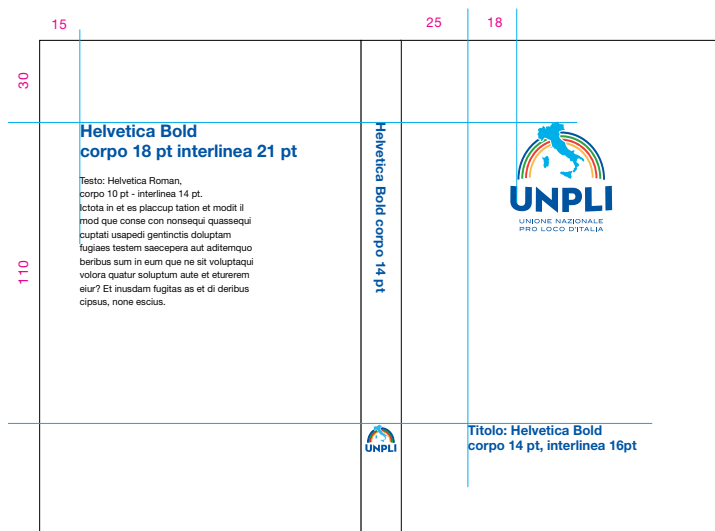 15
25
18
30
110
Helvetica Bold
corpo 18 pt interlinea 21 pt
Testo: Helvetica Roman,
corpo 10 pt - interlinea 14 pt.
Ictota in et es placcup tation et modit il
mod que conse con nonsequi quassequi
cuptati usapedi gentinctis doluptam
fugiaes testem saecepera aut aditemquo
beribus sum in eum que ne sit voluptaqui
volora quatur soluptum aute et eturerem
eiur? Et inusdam fugitas as et di deribus
cipsus, none escius.
Helvetica Bold corpo 14 pt
UNPLI
UNPLI
UNIONE NAZIONALE
PRO LOCO D'ITALIA
Titolo: Helvetica Bold
corpo 14 pt, interlinea 16pt